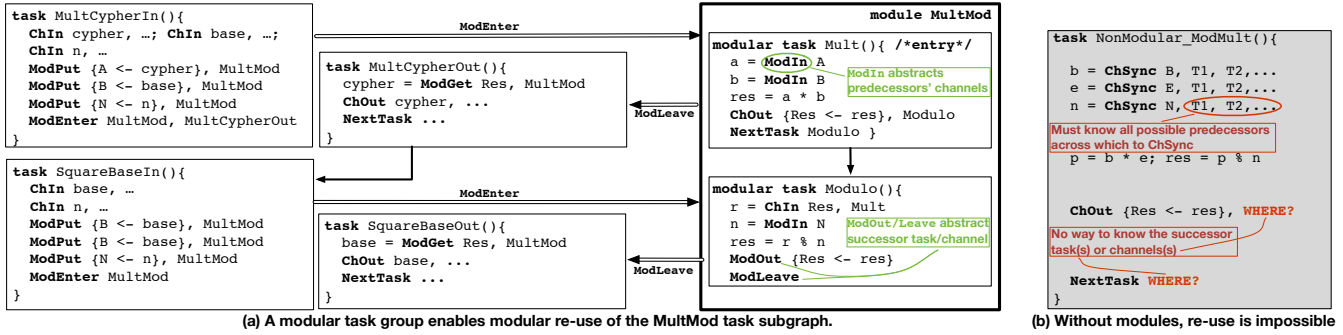 task MultCypherIn(){
ChIn cypher, …; ChIn base, …;
ChIn n, …
ModPut {A <- cypher}, MultMod
ModPut {B <- base}, MultMod
ModPut {N <- n}, MultMod
ModEnter MultMod, MultCypherOut
}
ModEnter
task MultCypherOut(){
cypher = ModGet Res, MultMod
ChOut cypher, ...
NextTask ...
}
ModLeave
module MultMod
modular task Mult(){ /*entry*/
a = ModIn A
b = ModIn B
res = a * b
ChOut {Res <- res}, Modulo
NextTask Modulo }
ModIn abstracts
predecessors' channels
task SquareBaseIn(){
ChIn base, …
ChIn n, …
ModPut {B <- base}, MultMod
ModPut {B <- base}, MultMod
ModPut {N <- n}, MultMod
ModEnter MultMod
}
ModEnter
task SquareBaseOut(){
base = ModGet Res, MultMod
ChOut base, ...
NextTask ...
}
ModLeave
modular task Modulo(){
r = ChIn Res, Mult
n = ModIn N
res = r % n
ModOut {Res <- res}
ModLeave
}
ModOut/Leave abstract
successor task/channel
(a) A modular task group enables modular re-use of the MultMod task subgraph.
task NonModular_ModMult(){
b = ChSync B, T1, T2,...
e = ChSync E, T1, T2,...
n = ChSync N, T1, T2,...
Must know all possible predecessors
across which to ChSync
p = b * e; res = p % n
ChOut {Res <- res}, WHERE?
No way to know the successor
task(s) or channels(s)
NextTask WHERE?
}
(b) Without modules, re-use is impossible